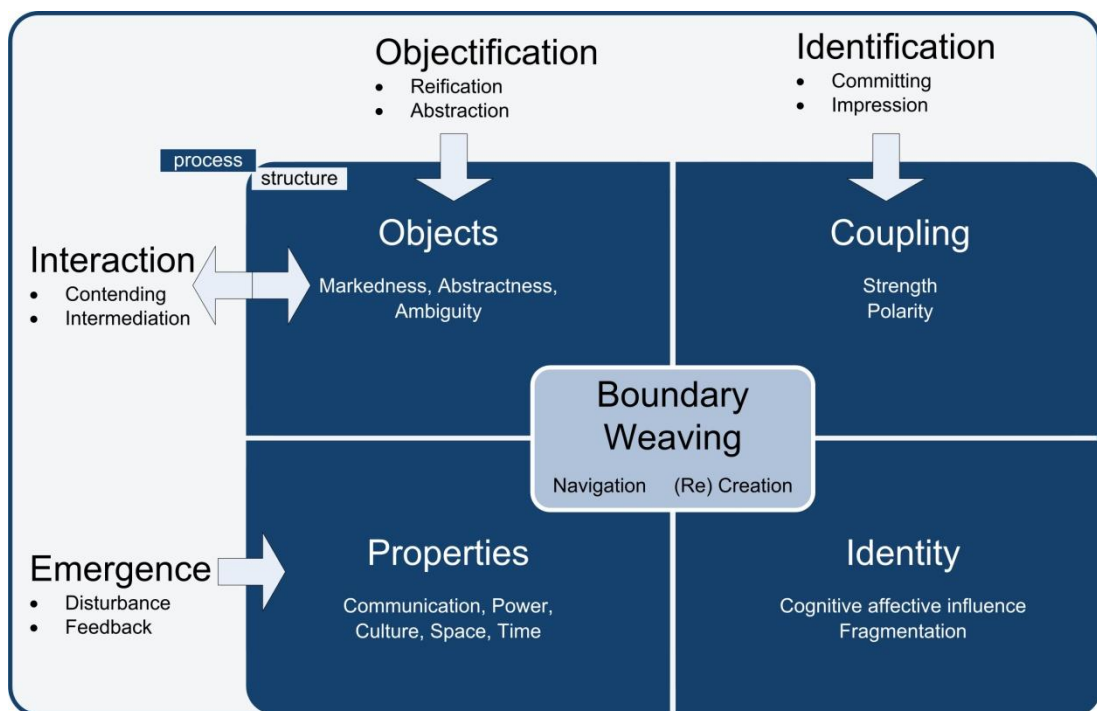 Objectification
• Reification
• Abstraction
Identification
• Committing
• Impression
process
structure
Interaction
• Contending
• Intermediation
Objects
Markedness, Abstractness,
Ambiguity
Coupling
Strength
Polarity
Boundary
Weaving
Navigation (Re) Creation
Emergence
• Disturbance
• Feedback
Properties
Communication, Power,
Culture, Space, Time
Identity
Cognitive affective influence
Fragmentation